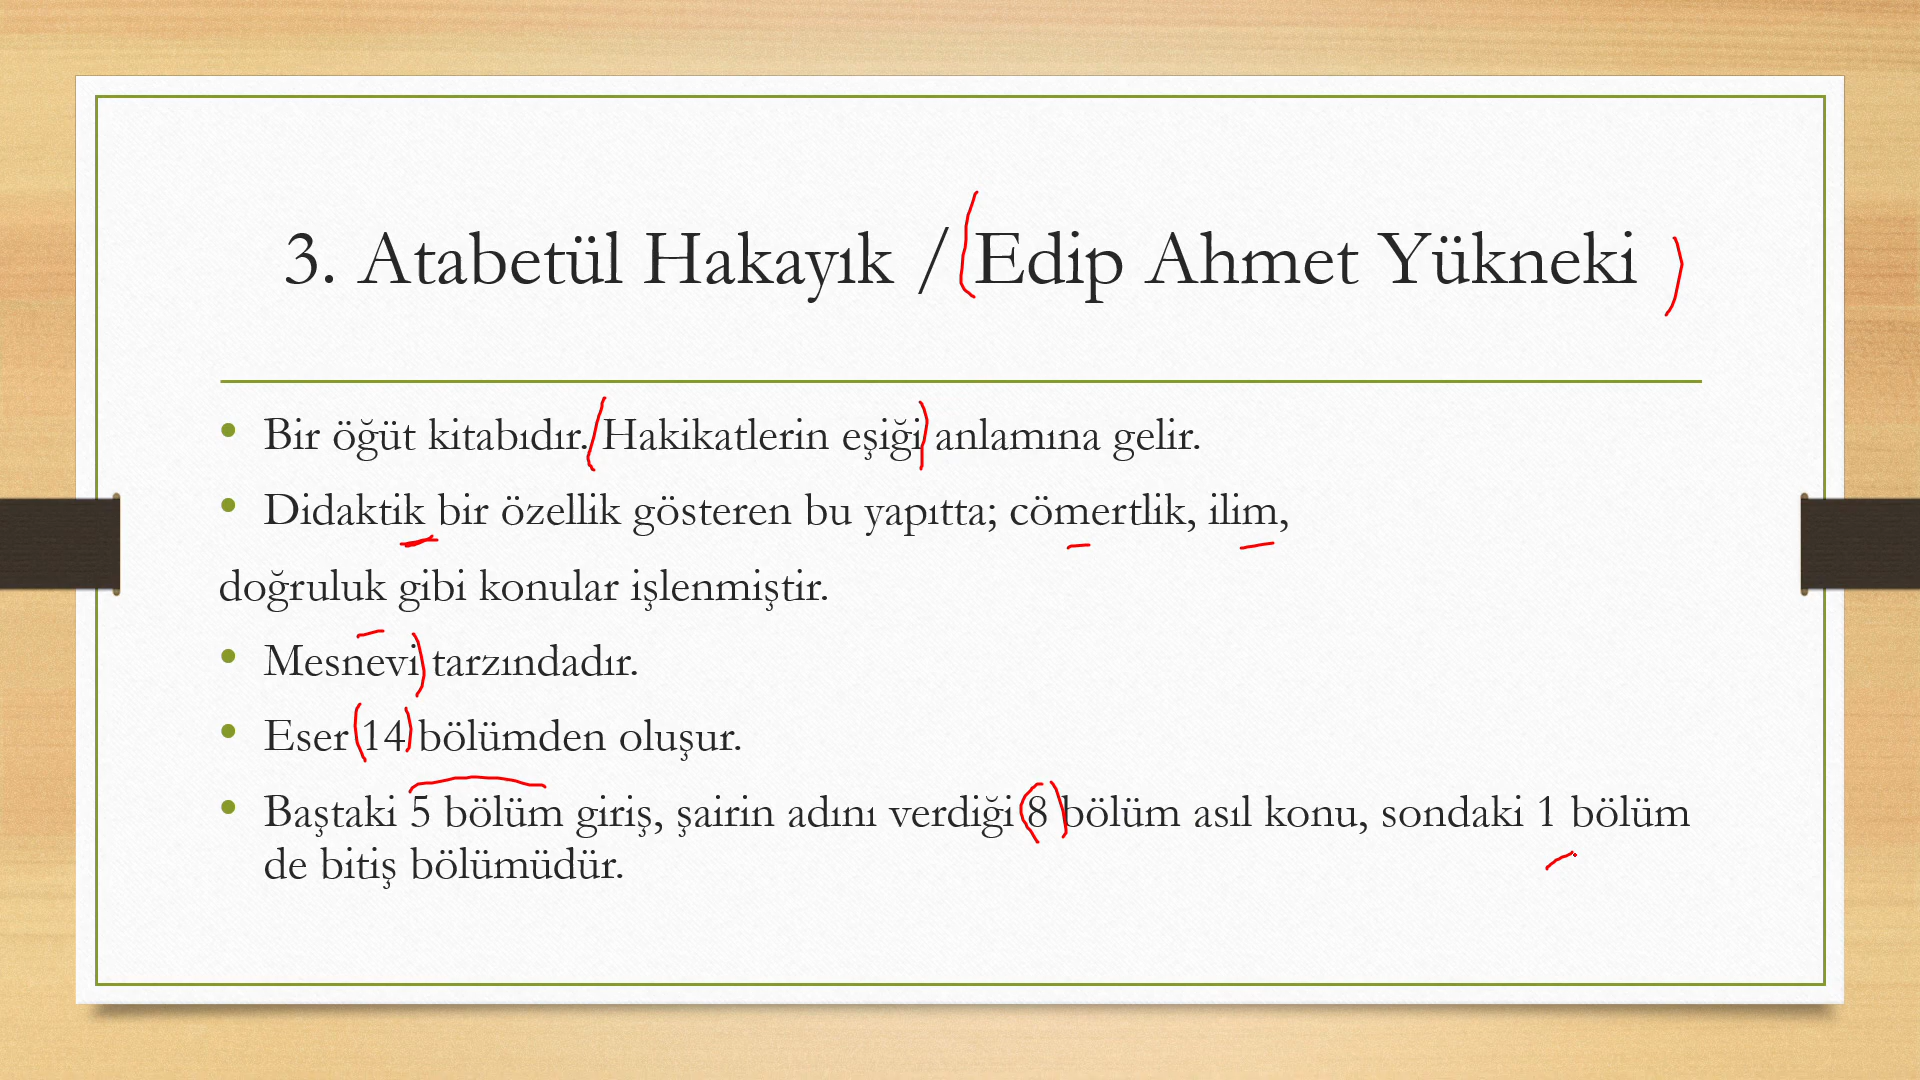 3. Atabetül Hakayık / Edip Ahmet Yükneki
• Bir öğüt kitabıdır. Hakikatlerin eşiği anlamına gelir.
• Didaktik bir özellik gösteren bu yapıtta; cömertlik, ilim,
doğruluk gibi konular işlenmiştir.
• Mesnevi tarzındadır.
• Eser 14 bölümden oluşur.
• Baştaki 5 bölüm giriş, şairin adını verdiği 8 bölüm asıl konu, sondaki 1 bölüm
de bitiş bölümüdür.